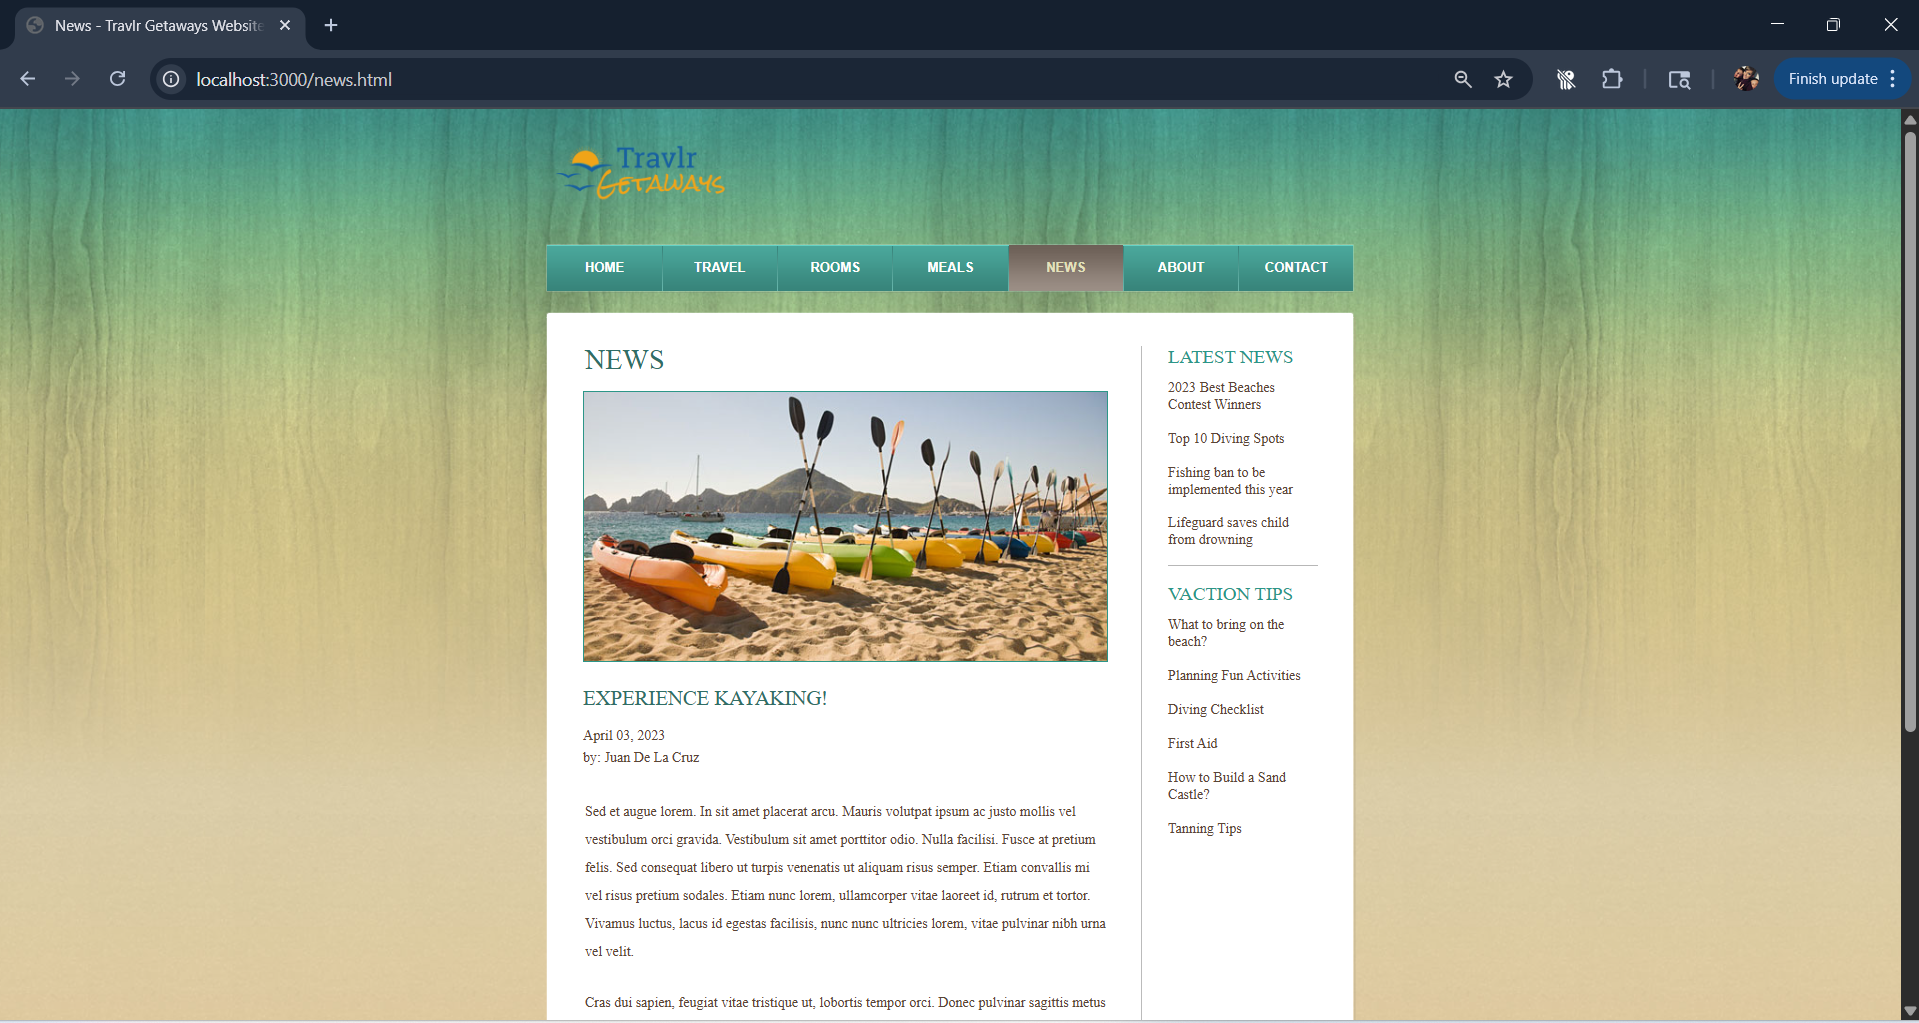 News - Travlr Getaways Website
localhost:3000/news.html
Finish update
Travlr
GETAWAYS
HOME TRAVEL ROOMS MEALS NEWS ABOUT CONTACT
NEWS
EXPERIENCE KAYAKING!
April 03, 2023
by: Juan De La Cruz
Sed et augue lorem. In sit amet placerat arcu. Mauris volutpat ipsum ac justo mollis vel
vestibulum orci gravida. Vestibulum sit amet porttitor odio. Nulla facilisi. Fusce at pretium
felis. Sed consequat libero ut turpis venenatis ut aliquam risus semper. Etiam convallis mi
vel risus pretium sodales. Etiam nunc lorem, ullamcorper vitae laoreet id, rutrum et tortor.
Vivamus luctus, lacus id egestas facilisis, nunc nunc ultricies lorem, vitae pulvinar nibh urna
vel velit.
Cras dui sapien, feugiat vitae tristique ut, lobortis tempor orci. Donec pulvinar sagittis metus
LATEST NEWS
2023 Best Beaches
Contest Winners
Top 10 Diving Spots
Fishing ban to be
implemented this year
Lifeguard saves child
from drowning
VACTION TIPS
What to bring on the
beach?
Planning Fun Activities
Diving Checklist
First Aid
How to Build a Sand
Castle?
Tanning Tips